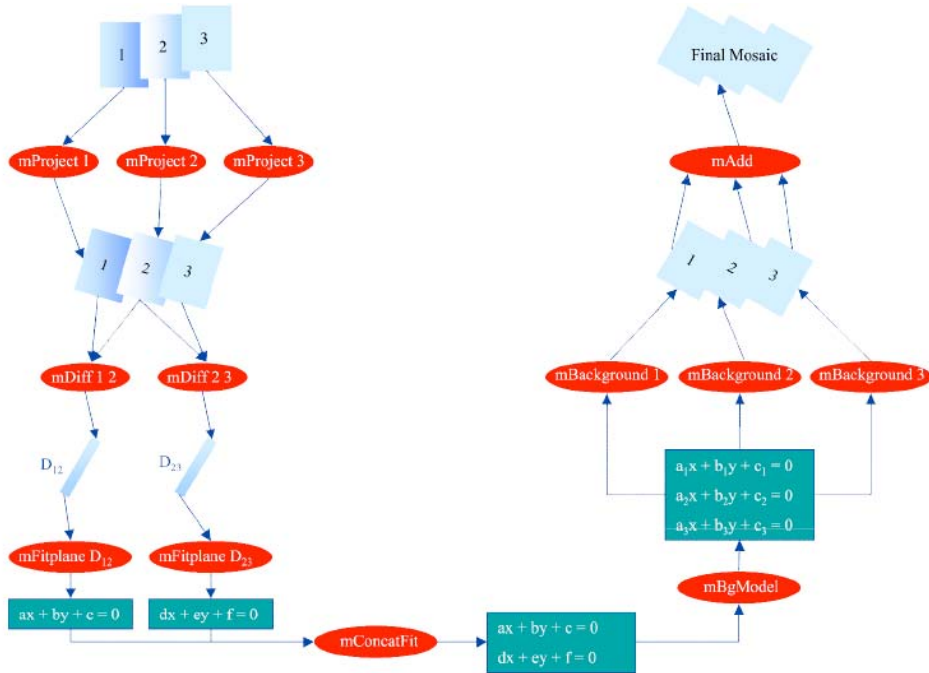 1 2 3
Final Mosaic
mProject 1 mProject 2 mProject 3
mAdd
1 2 3
1 2 3
mDiff 1 2 mDiff 2 3
mBackground 1 mBackground 2 mBackground 3
D₁₂ D₂₃
a₁x + b₁y + c₁ = 0
a₂x + b₂y + c₂ = 0
a₃x + b₃y + c₃ = 0
mFitplane D₁₂ mFitplane D₂₃
mBgModel
ax + by + c = 0 dx + ey + f = 0
mConcatFit
ax + by + c = 0
dx + ey + f = 0